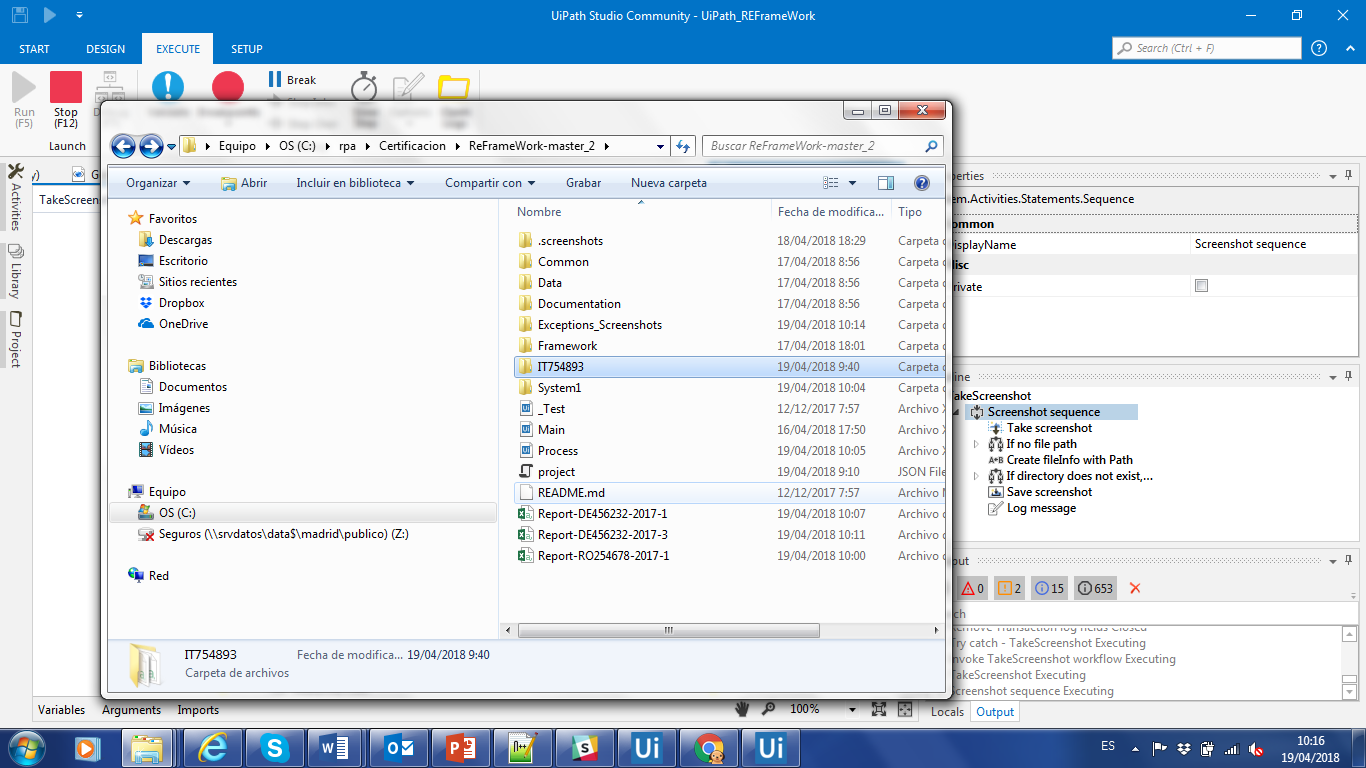 UiPath Studio Community - UiPath_REFrameWork
START DESIGN EXECUTE SETUP
Search (Ctrl + F)
Run
(F5)
Stop
(F12)
Break
Launch
Equipo OS (C:) rpa Certificacion ReFrameWork-master_2
Buscar ReFrameWork-master_2
Organizar Abrir Incluir en biblioteca Compartir con Grabar Nueva carpeta
Favoritos
Descargas
Escritorio
Sitios recientes
Dropbox
OneDrive
Bibliotecas
Documentos
Imágenes
Música
Vídeos
Equipo
OS (C:)
Seguros (\\srvdatos\data$\madrid\publico) (Z:)
Red
Nombre Fecha de modifica... Tipo
.screenshots 18/04/2018 18:29 Carpeta d
Common 17/04/2018 8:56 Carpeta d
Data 17/04/2018 8:56 Carpeta d
Documentation 17/04/2018 8:56 Carpeta d
Exceptions_Screenshots 19/04/2018 10:14 Carpeta d
Framework 17/04/2018 18:01 Carpeta d
IT754893 19/04/2018 9:40 Carpeta d
System1 19/04/2018 10:04 Carpeta d
_Test 12/12/2017 7:57 Archivo X
Main 16/04/2018 17:50 Archivo X
Process 19/04/2018 10:05 Archivo X
project 19/04/2018 9:10 JSON File
README.md 12/12/2017 7:57 Archivo M
Report-DE456232-2017-1 19/04/2018 10:07 Archivo d
Report-DE456232-2017-3 19/04/2018 10:11 Archivo d
Report-RO254678-2017-1 19/04/2018 10:00 Archivo d
IT754893 Fecha de modifica... 19/04/2018 9:40
Carpeta de archivos
Activities
Library
Project
TakeScreen
perties
em.Activities.Statements.Sequence
ommon
isplayName Screenshot sequence
isc
rivate
line
akeScreenshot
Screenshot sequence
Take screenshot
If no file path
Create fileInfo with Path
If directory does not exist,...
Save screenshot
Log message
put
0 2 15 653
ch
emove Transaction log fields Closed
Try catch - TakeScreenshot Executing
nvoke TakeScreenshot workflow Executing
TakeScreenshot Executing
creenshot sequence Executing
Variables Arguments Imports
100%
Locals Output
ES
10:16
19/04/2018